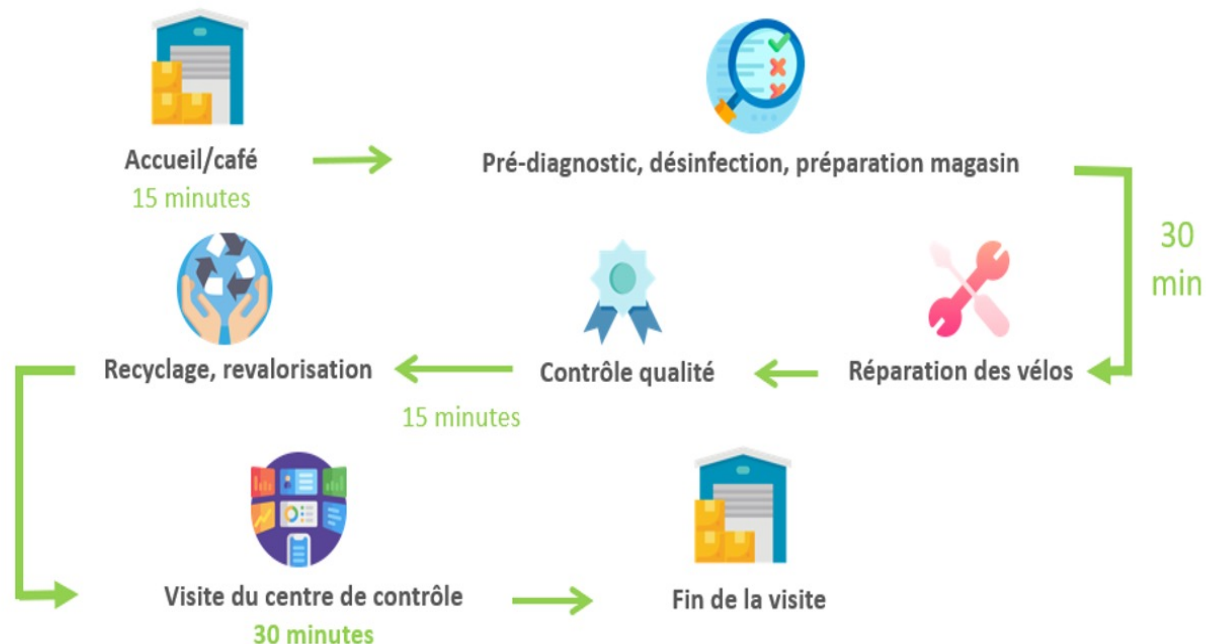 Accueil/café
15 minutes
Pré-diagnostic, désinfection, préparation magasin
30
min
Réparation des vélos
Contrôle qualité
15 minutes
Recyclage, revalorisation
Visite du centre de contrôle
30 minutes
Fin de la visite